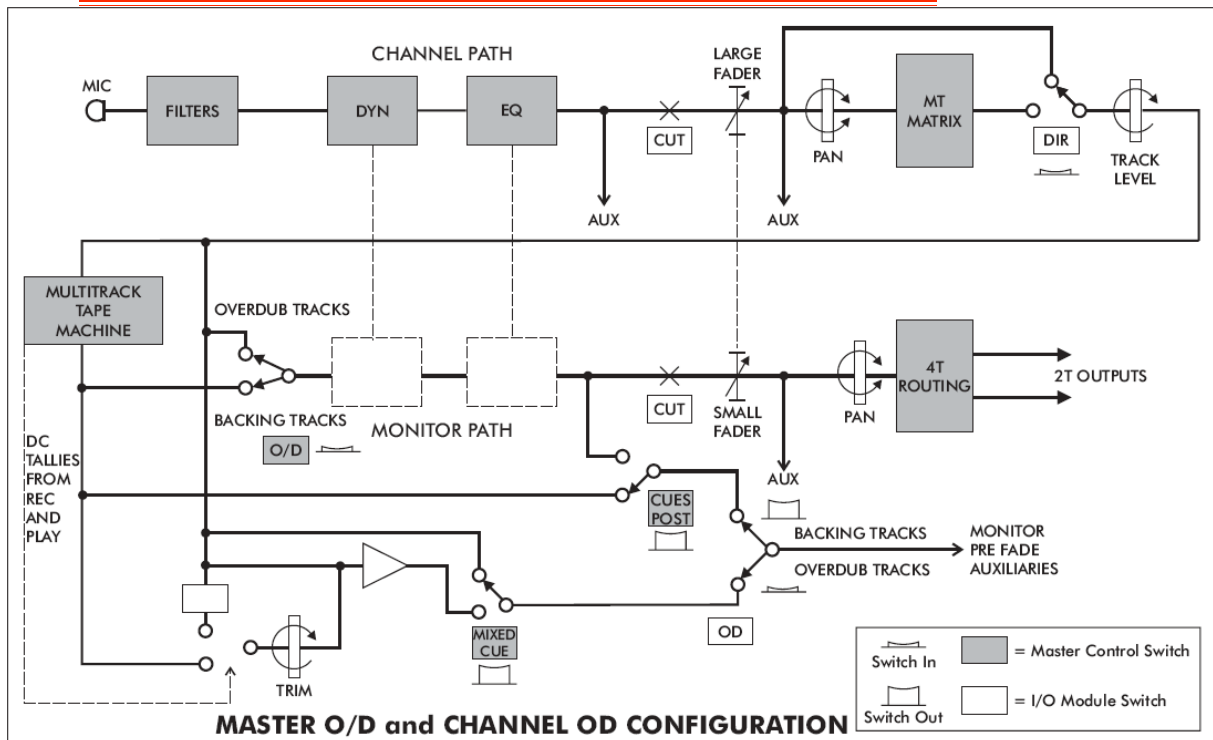 CHANNEL PATH
MIC
FILTERS
DYN
EQ
CUT
LARGE
FADER
AUX
AUX
PAN
MT
MATRIX
DIR
TRACK
LEVEL
MULTITRACK
TAPE
MACHINE
OVERDUB TRACKS
BACKING TRACKS
O/D
MONITOR PATH
CUT
SMALL
FADER
AUX
PAN
4T
ROUTING
2T OUTPUTS
DC
TALLIES
FROM
REC
AND
PLAY
CUES
POST
BACKING TRACKS
OVERDUB TRACKS
MONITOR
PRE FADE
AUXILIARIES
OD
MIXED
CUE
TRIM
Switch In
= Master Control Switch
Switch Out
= I/O Module Switch
MASTER O/D and CHANNEL OD CONFIGURATION